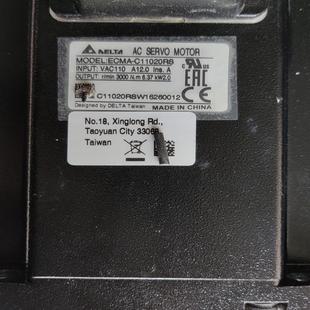 DELTA AC SERVO MOTOR
MODEL: ECMA-C11020RS
INPUT: VAC110 A12.0 Ins. A
OUTPUT: r/min 3000 N.m 6.37 kW2.0
C11020RSW16260012
Designed by DELTA Taiwan MADE IN CHINA
No.18, Xinglong Rd.,
Taoyuan City 33068,
Taiwan